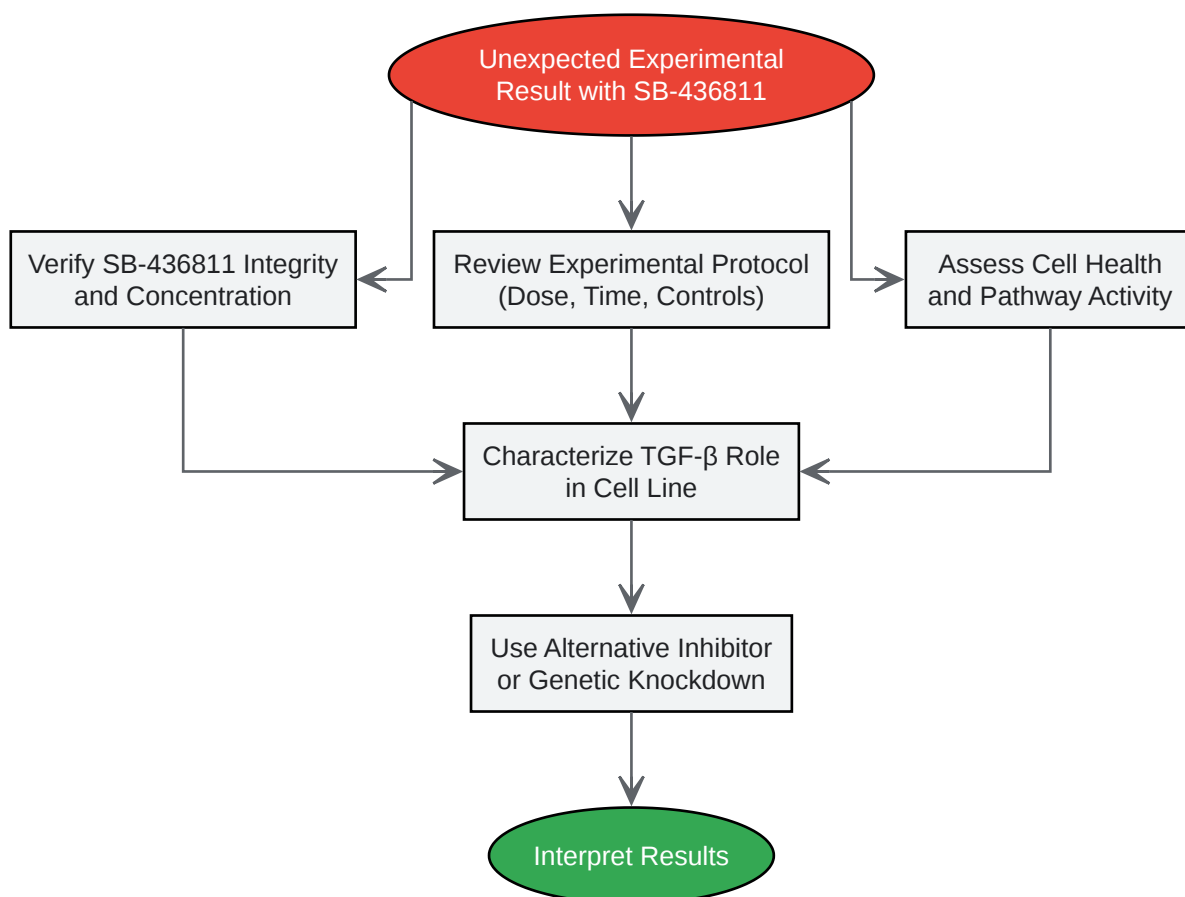 Unexpected Experimental
Result with SB-436811
Verify SB-436811 Integrity
and Concentration
Review Experimental Protocol
(Dose, Time, Controls)
Assess Cell Health
and Pathway Activity
Characterize TGF-β Role
in Cell Line
Use Alternative Inhibitor
or Genetic Knockdown
Interpret Results